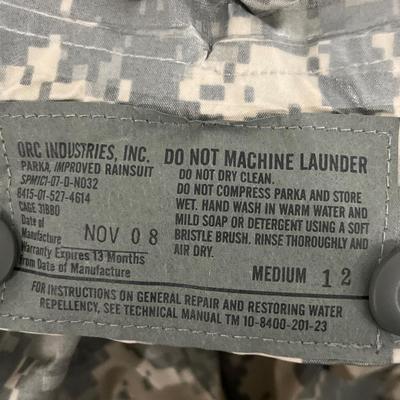 ORC INDUSTRIES, INC.
PARKA, IMPROVED RAINSUIT
SPM1C1-07-D-N032
8415-01-527-4614
CAGE 31BB0
Date of
Manufacture NOV 08
Warranty Expires 13 Months
From Date of Manufacture
DO NOT MACHINE LAUNDER
DO NOT DRY CLEAN.
DO NOT COMPRESS PARKA AND STORE
WET. HAND WASH IN WARM WATER AND
MILD SOAP OR DETERGENT USING A SOFT
BRISTLE BRUSH. RINSE THOROUGHLY AND
AIR DRY.
MEDIUM 12
FOR INSTRUCTIONS ON GENERAL REPAIR AND RESTORING WATER
REPELLENCY, SEE TECHNICAL MANUAL TM 10-8400-201-23